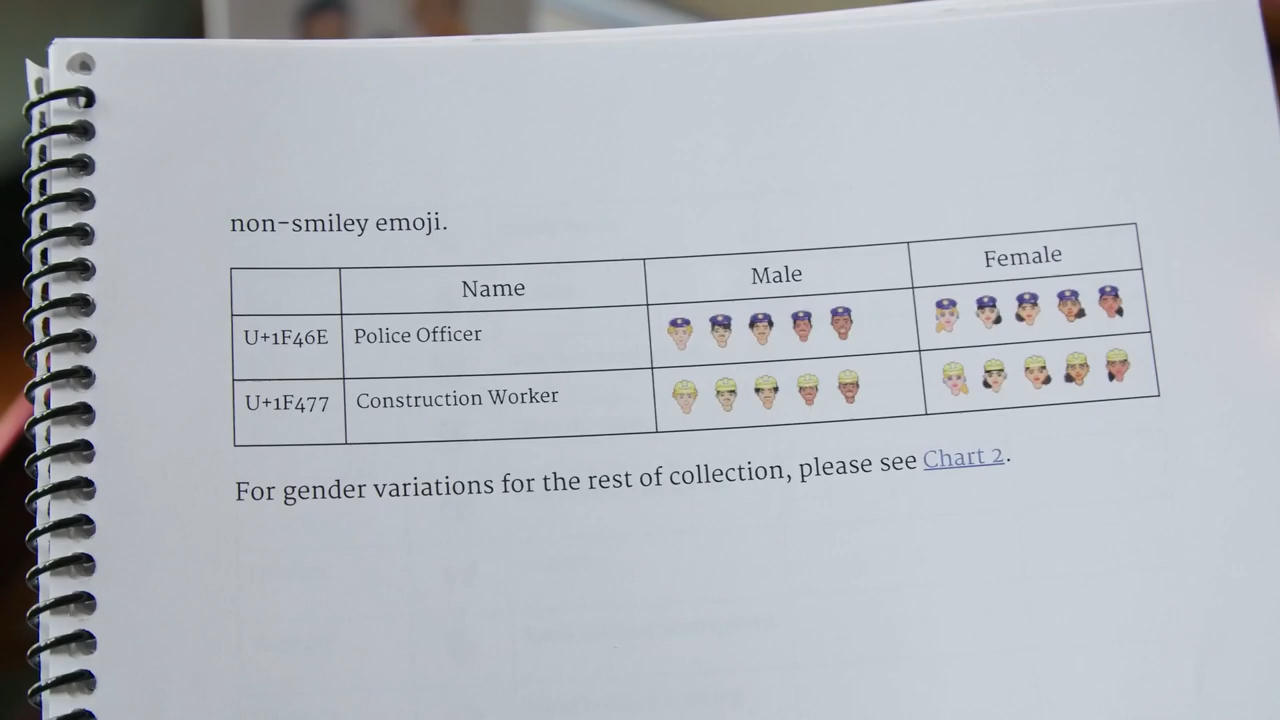 non-smiley emoji.
Name Male Female
U+1F46E Police Officer
U+1F477 Construction Worker
For gender variations for the rest of collection, please see Chart 2.